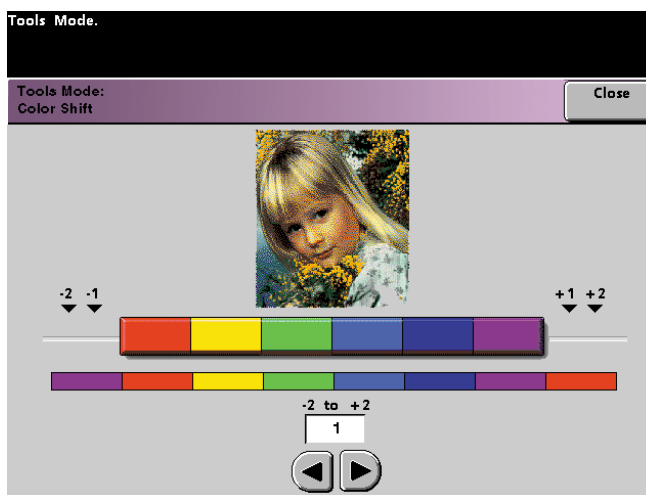 Tools Mode.
Tools Mode:
Color Shift
Close
-2 -1
+1 +2
-2 to +2
1